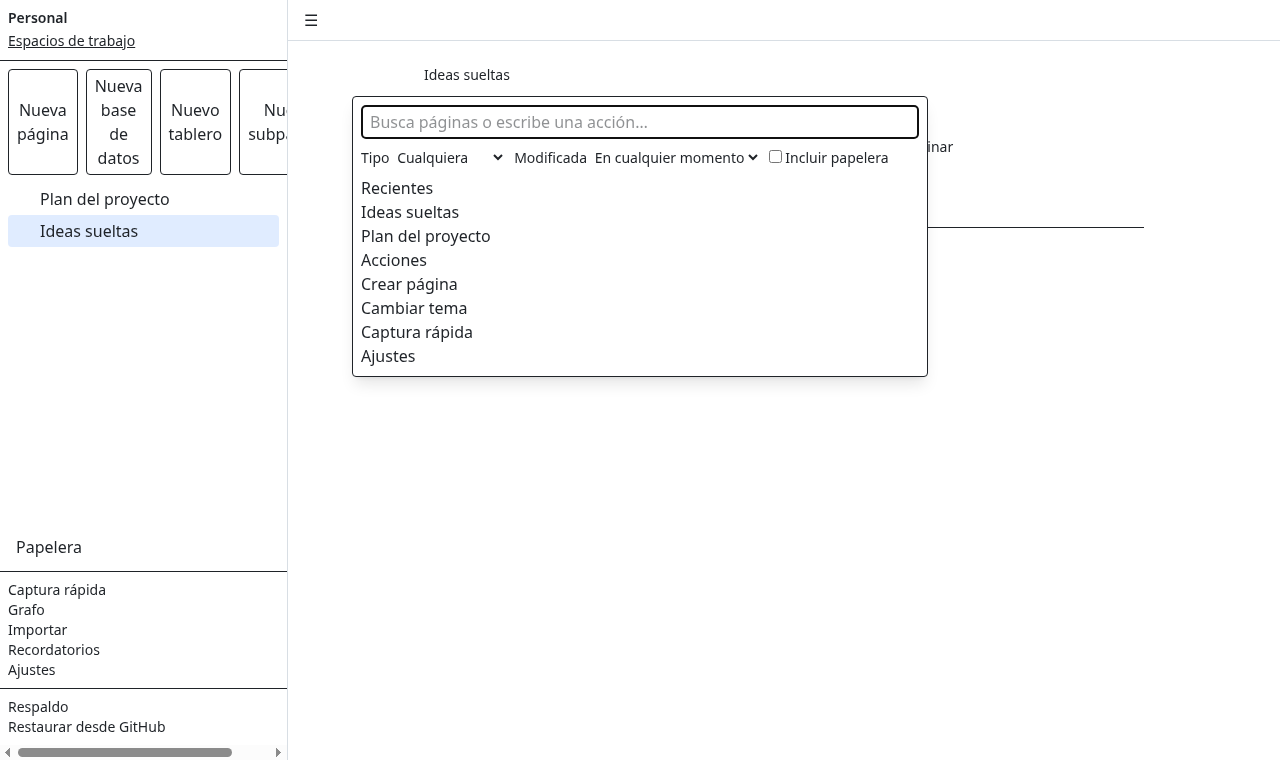 Personal
Espacios de trabajo
Nueva página
Nueva base de datos
Nuevo tablero
Plan del proyecto
Ideas sueltas
Papelera
Captura rápida
Grafo
Importar
Recordatorios
Ajustes
Respaldo
Restaurar desde GitHub
☰
Ideas sueltas
Busca páginas o escribe una acción...
Tipo Cualquiera Modificada En cualquier momento Incluir papelera
Recientes
Ideas sueltas
Plan del proyecto
Acciones
Crear página
Cambiar tema
Captura rápida
Ajustes